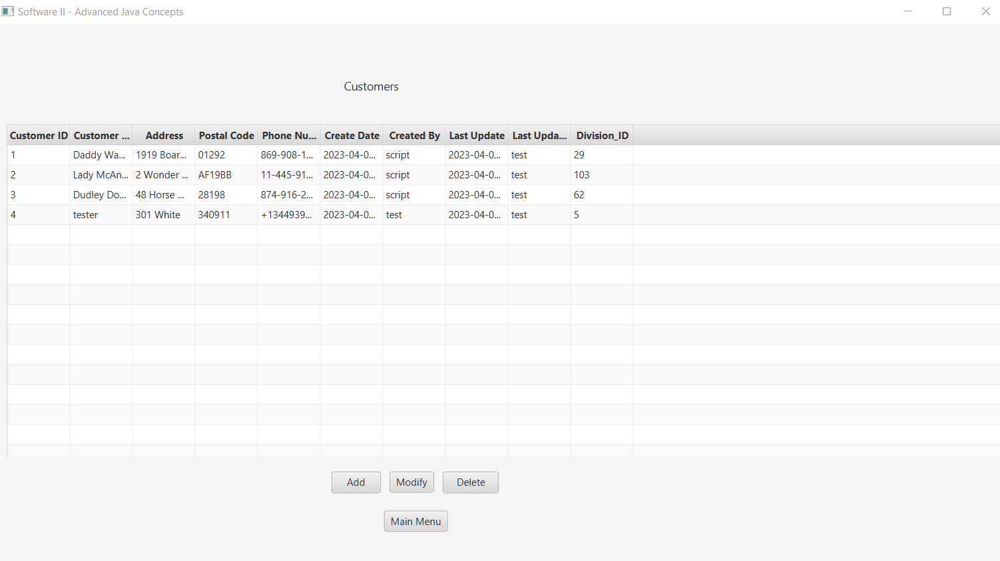 Software II - Advanced Java Concepts
Customers
Customer ID Customer ... Address Postal Code Phone Nu... Create Date Created By Last Update Last Upda... Division_ID
1 Daddy Wa... 1919 Boar... 01292 869-908-1... 2023-04-0... script 2023-04-0... test 29
2 Lady McAn... 2 Wonder ... AF19BB 11-445-91... 2023-04-0... script 2023-04-0... test 103
3 Dudley Do... 48 Horse ... 28198 874-916-2... 2023-04-0... script 2023-04-0... test 62
4 tester 301 White 340911 +1344939... 2023-04-0... test 2023-04-0... test 5
Add Modify Delete
Main Menu